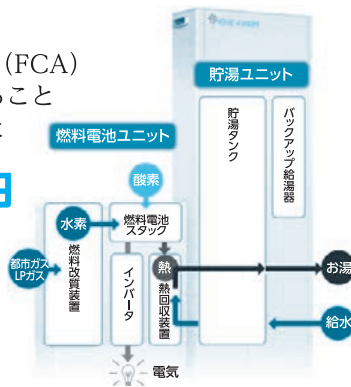 (FCA)
ること
貯湯ユニット
燃料電池ユニット
貯湯タンク
バックアップ給湯器
酸素
水素
燃料電池
スタック
都市ガス
LPガス
燃料改質装置
インバータ
熱
熱回収装置
お湯
給水
電気